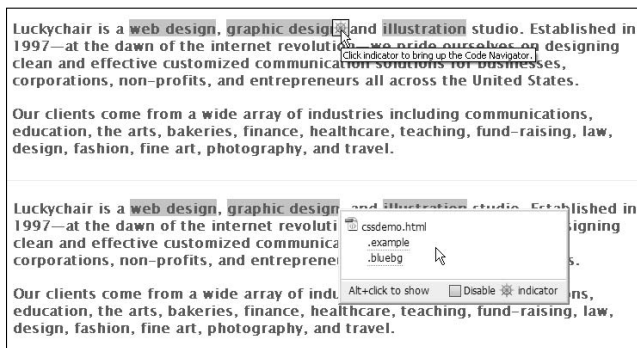 Luckychair is a web design, graphic design and illustration studio. Established in
1997—at the dawn of the internet revolution—we pride ourselves on designing
Click indicator to bring up the Code Navigator.
clean and effective customized communication solutions for businesses,
corporations, non-profits, and entrepreneurs all across the United States.
Our clients come from a wide array of industries including communications,
education, the arts, bakeries, finance, healthcare, teaching, fund-raising, law,
design, fashion, fine art, photography, and travel.
Luckychair is a web design, graphic design and illustration studio. Established in
1997—at the dawn of the internet revoluti signing
clean and effective customized communica
corporations, non-profits, and entreprene s.
cssdemo.html
.example
.bluebg
Alt+click to show Disable indicator
Our clients come from a wide array of indu ns,
education, the arts, bakeries, finance, healthcare, teaching, fund-raising, law,
design, fashion, fine art, photography, and travel.